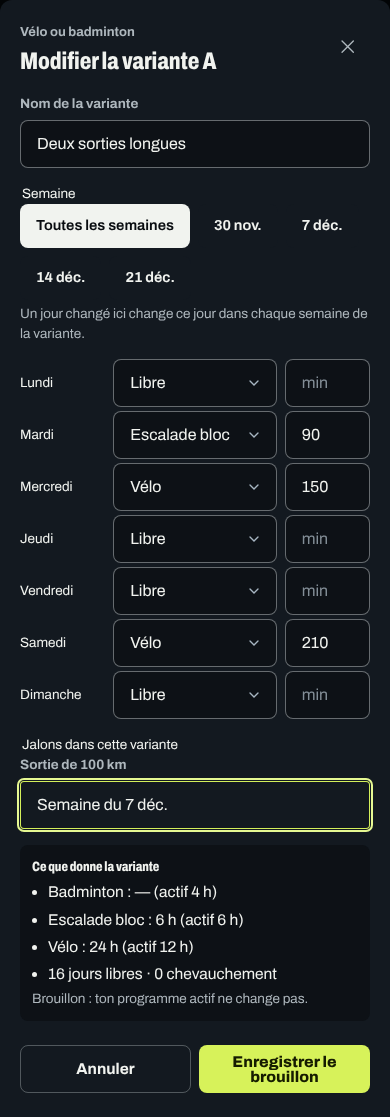 Vélo ou badminton
Modifier la variante A
Nom de la variante
Deux sorties longues
Semaine
Toutes les semaines 30 nov. 7 déc.
14 déc. 21 déc.
Un jour changé ici change ce jour dans chaque semaine de
la variante.
Lundi Libre min
Mardi Escalade bloc 90
Mercredi Vélo 150
Jeudi Libre min
Vendredi Libre min
Samedi Vélo 210
Dimanche Libre min
Jalons dans cette variante
Sortie de 100 km
Semaine du 7 déc.
Ce que donne la variante
• Badminton : — (actif 4 h)
• Escalade bloc : 6 h (actif 6 h)
• Vélo : 24 h (actif 12 h)
• 16 jours libres · 0 chevauchement
Brouillon : ton programme actif ne change pas.
Annuler Enregistrer le
brouillon